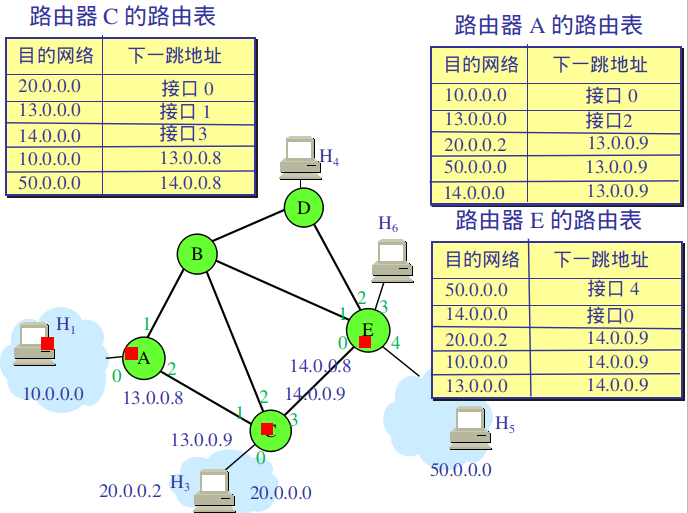 路由器 C 的路由表
目的网络 下一跳地址
20.0.0.0 接口 0
13.0.0.0 接口 1
14.0.0.0 接口3
10.0.0.0 13.0.0.8
50.0.0.0 14.0.0.8
路由器 A 的路由表
目的网络 下一跳地址
10.0.0.0 接口 0
13.0.0.0 接口2
20.0.0.2 13.0.0.9
50.0.0.0 13.0.0.9
14.0.0.0 13.0.0.9
路由器 E 的路由表
目的网络 下一跳地址
50.0.0.0 接口 4
14.0.0.0 接口0
20.0.0.2 14.0.0.9
10.0.0.0 14.0.0.9
13.0.0.0 14.0.0.9
H4
D
H6
B
2
1
3
H1
1
E
0
4
A
0
2
14.0.0.8
10.0.0.0
13.0.0.8
14.0.0.9
2
1
3
C
H5
13.0.0.9
0
50.0.0.0
H3
20.0.0.2
20.0.0.0